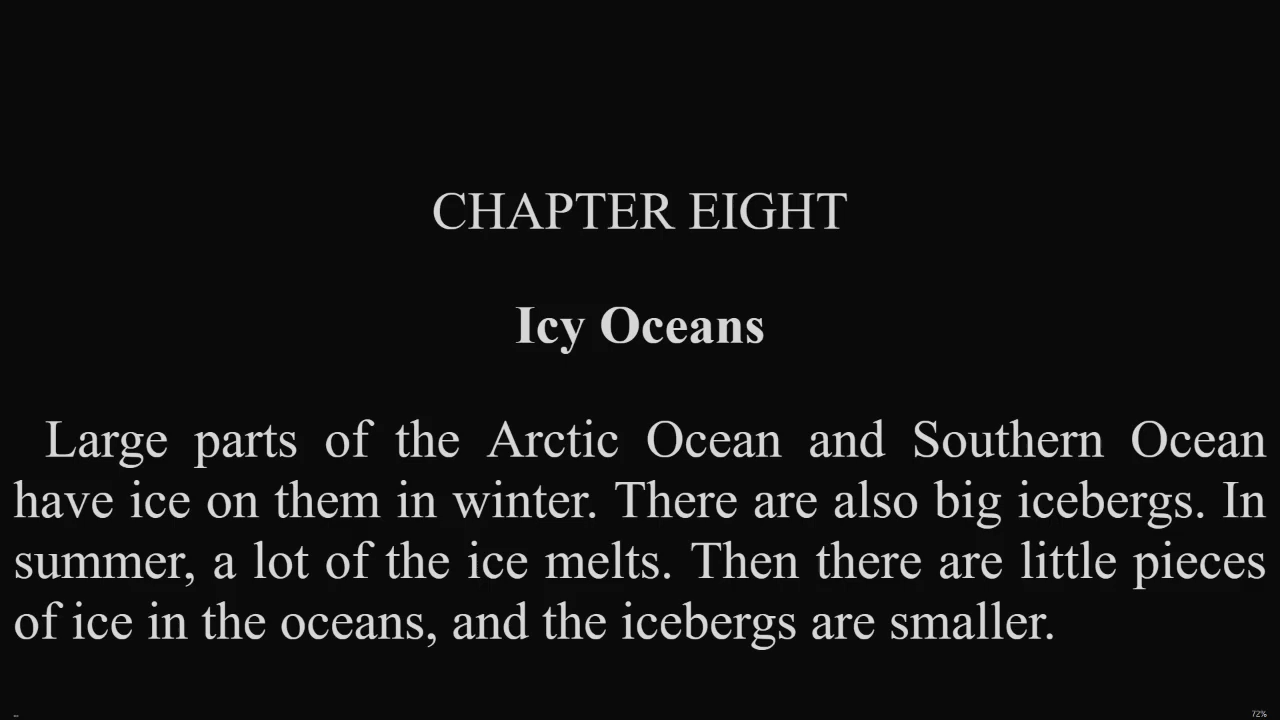 CHAPTER EIGHT
Icy Oceans
Large parts of the Arctic Ocean and Southern Ocean
have ice on them in winter. There are also big icebergs. In
summer, a lot of the ice melts. Then there are little pieces
of ice in the oceans, and the icebergs are smaller.
72%